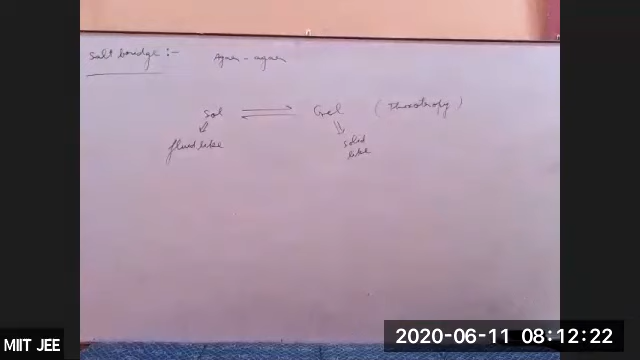 Salt bridge :-
Agar - agar
Sol ⇌ Gel (Thixotropy)
fluid like
solid
like
MIIT JEE
2020-06-11 08:12:22